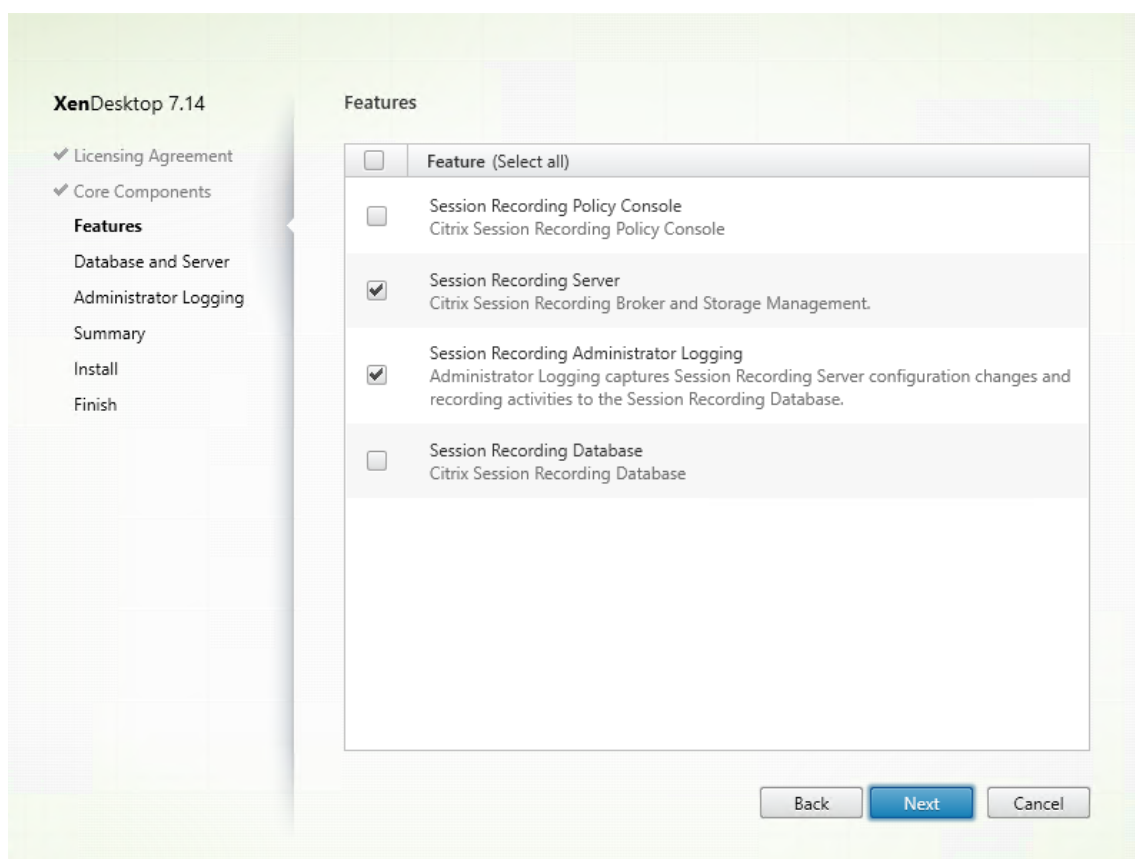 XenDesktop 7.14
Licensing Agreement
Core Components
Features
Database and Server
Administrator Logging
Summary
Install
Finish
Features
Feature (Select all)
Session Recording Policy Console
Citrix Session Recording Policy Console
Session Recording Server
Citrix Session Recording Broker and Storage Management.
Session Recording Administrator Logging
Administrator Logging captures Session Recording Server configuration changes and
recording activities to the Session Recording Database.
Session Recording Database
Citrix Session Recording Database
Back
Next
Cancel